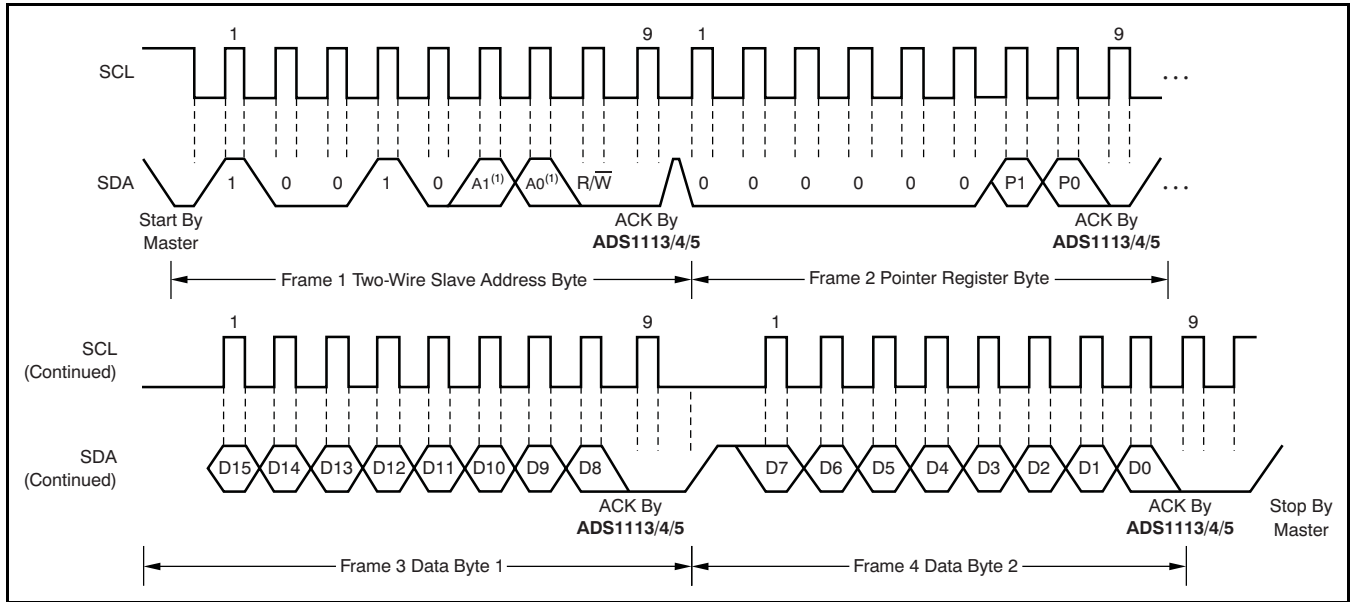 1 9 1 9
SCL ...
SDA 1 0 0 1 0 A1(1) A0(1) R/W̅ 0 0 0 0 0 0 P1 P0 ...
Start By Master
ACK By ADS1113/4/5
ACK By ADS1113/4/5
Frame 1 Two-Wire Slave Address Byte
Frame 2 Pointer Register Byte
1 9 1 9
SCL (Continued)
SDA (Continued)
D15 D14 D13 D12 D11 D10 D9 D8 D7 D6 D5 D4 D3 D2 D1 D0
ACK By ADS1113/4/5
ACK By ADS1113/4/5
Stop By Master
Frame 3 Data Byte 1
Frame 4 Data Byte 2